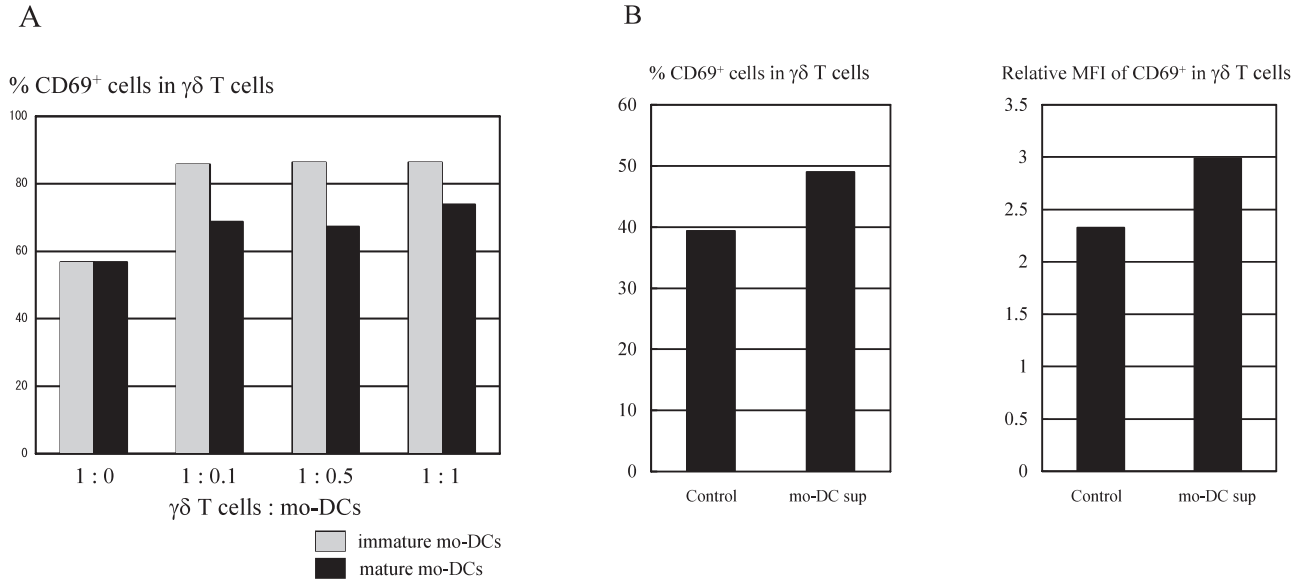 A
% CD69+ cells in γδ T cells
100
80
60
40
20
0
1 : 0
1 : 0.1
1 : 0.5
1 : 1
γδ T cells : mo-DCs
immature mo-DCs
mature mo-DCs
B
% CD69+ cells in γδ T cells
60
50
40
30
20
10
0
Control
mo-DC sup
Relative MFI of CD69+ in γδ T cells
3.5
3
2.5
2
1.5
1
0.5
0
Control
mo-DC sup